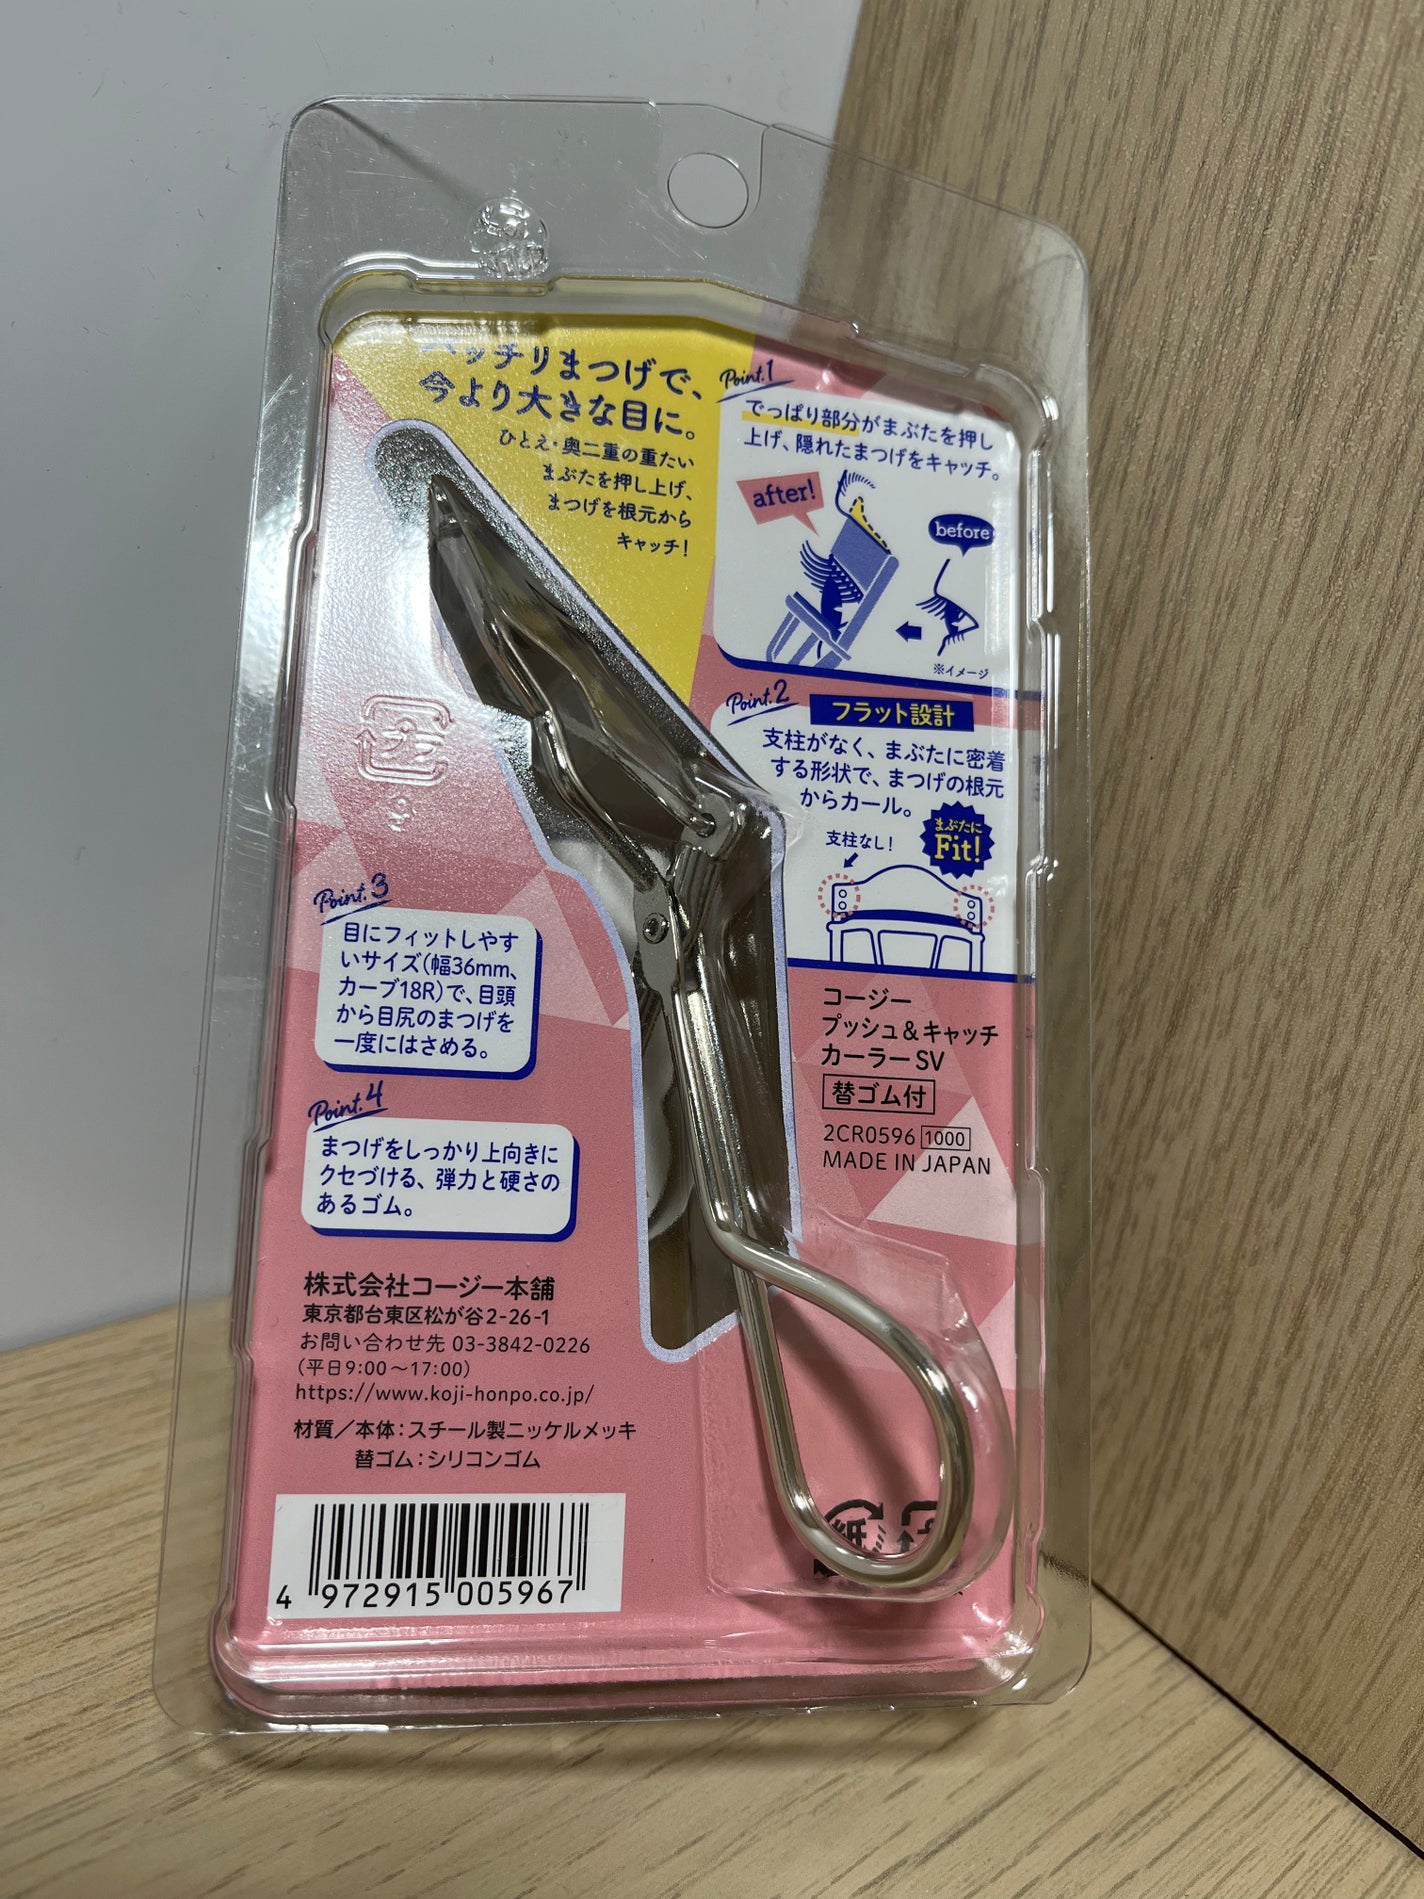 バッチリまつげで、
今より大きな目に。
ひとえ・奥二重の重たい
まぶたを押し上げ、
まつげを根元から
キャッチ!
Point.1
でっぱり部分がまぶたを押し
上げ、隠れたまつげをキャッチ。
after!
before
※イメージ
Point.2
フラット設計
支柱がなく、まぶたに密着
する形状で、まつげの根元
からカール。
支柱なし!
まぶたに
Fit!
Point.3
目にフィットしやす
いサイズ(幅36mm、
カーブ18R)で、目頭
から目尻のまつげを
一度にはさめる。
Point.4
まつげをしっかり上向きに
クセづける、弾力と硬さの
あるゴム。
コージー
プッシュ&キャッチ
カーラー SV
替ゴム付
2CR0596 1000
MADE IN JAPAN
株式会社コージー本舗
東京都台東区松が谷2-26-1
お問い合わせ先 03-3842-0226
(平日9:00〜17:00)
https://www.koji-honpo.co.jp/
材質/本体:スチール製ニッケルメッキ
替ゴム:シリコンゴム
紙
4 972915 005967